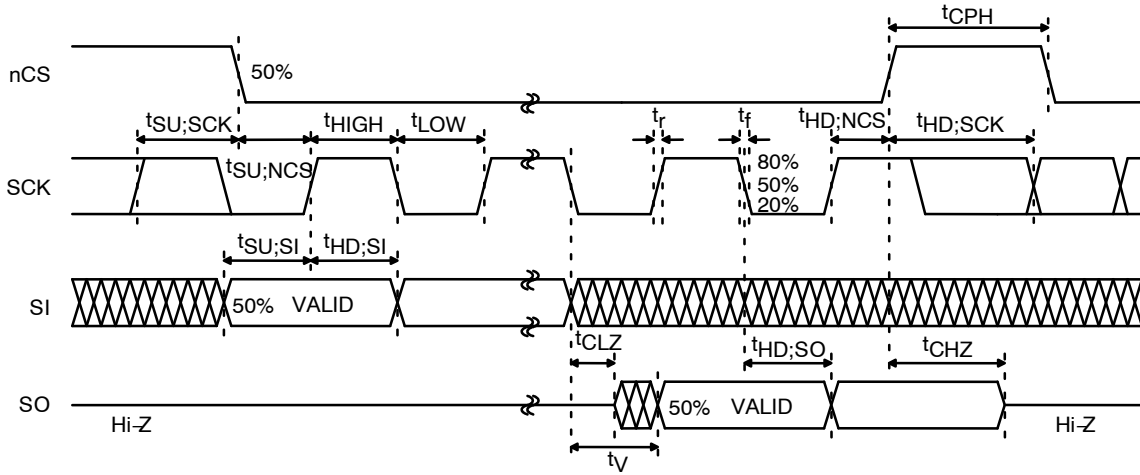 tCPH
nCS
50%
tSU;SCK
tHIGH
tLOW
tr
tf
tHD;NCS
tHD;SCK
SCK
tSU;NCS
80%
50%
20%
tSU;SI
tHD;SI
SI
50%
VALID
tCLZ
tHD;SO
tCHZ
SO
50%
VALID
Hi–Z
Hi–Z
tV